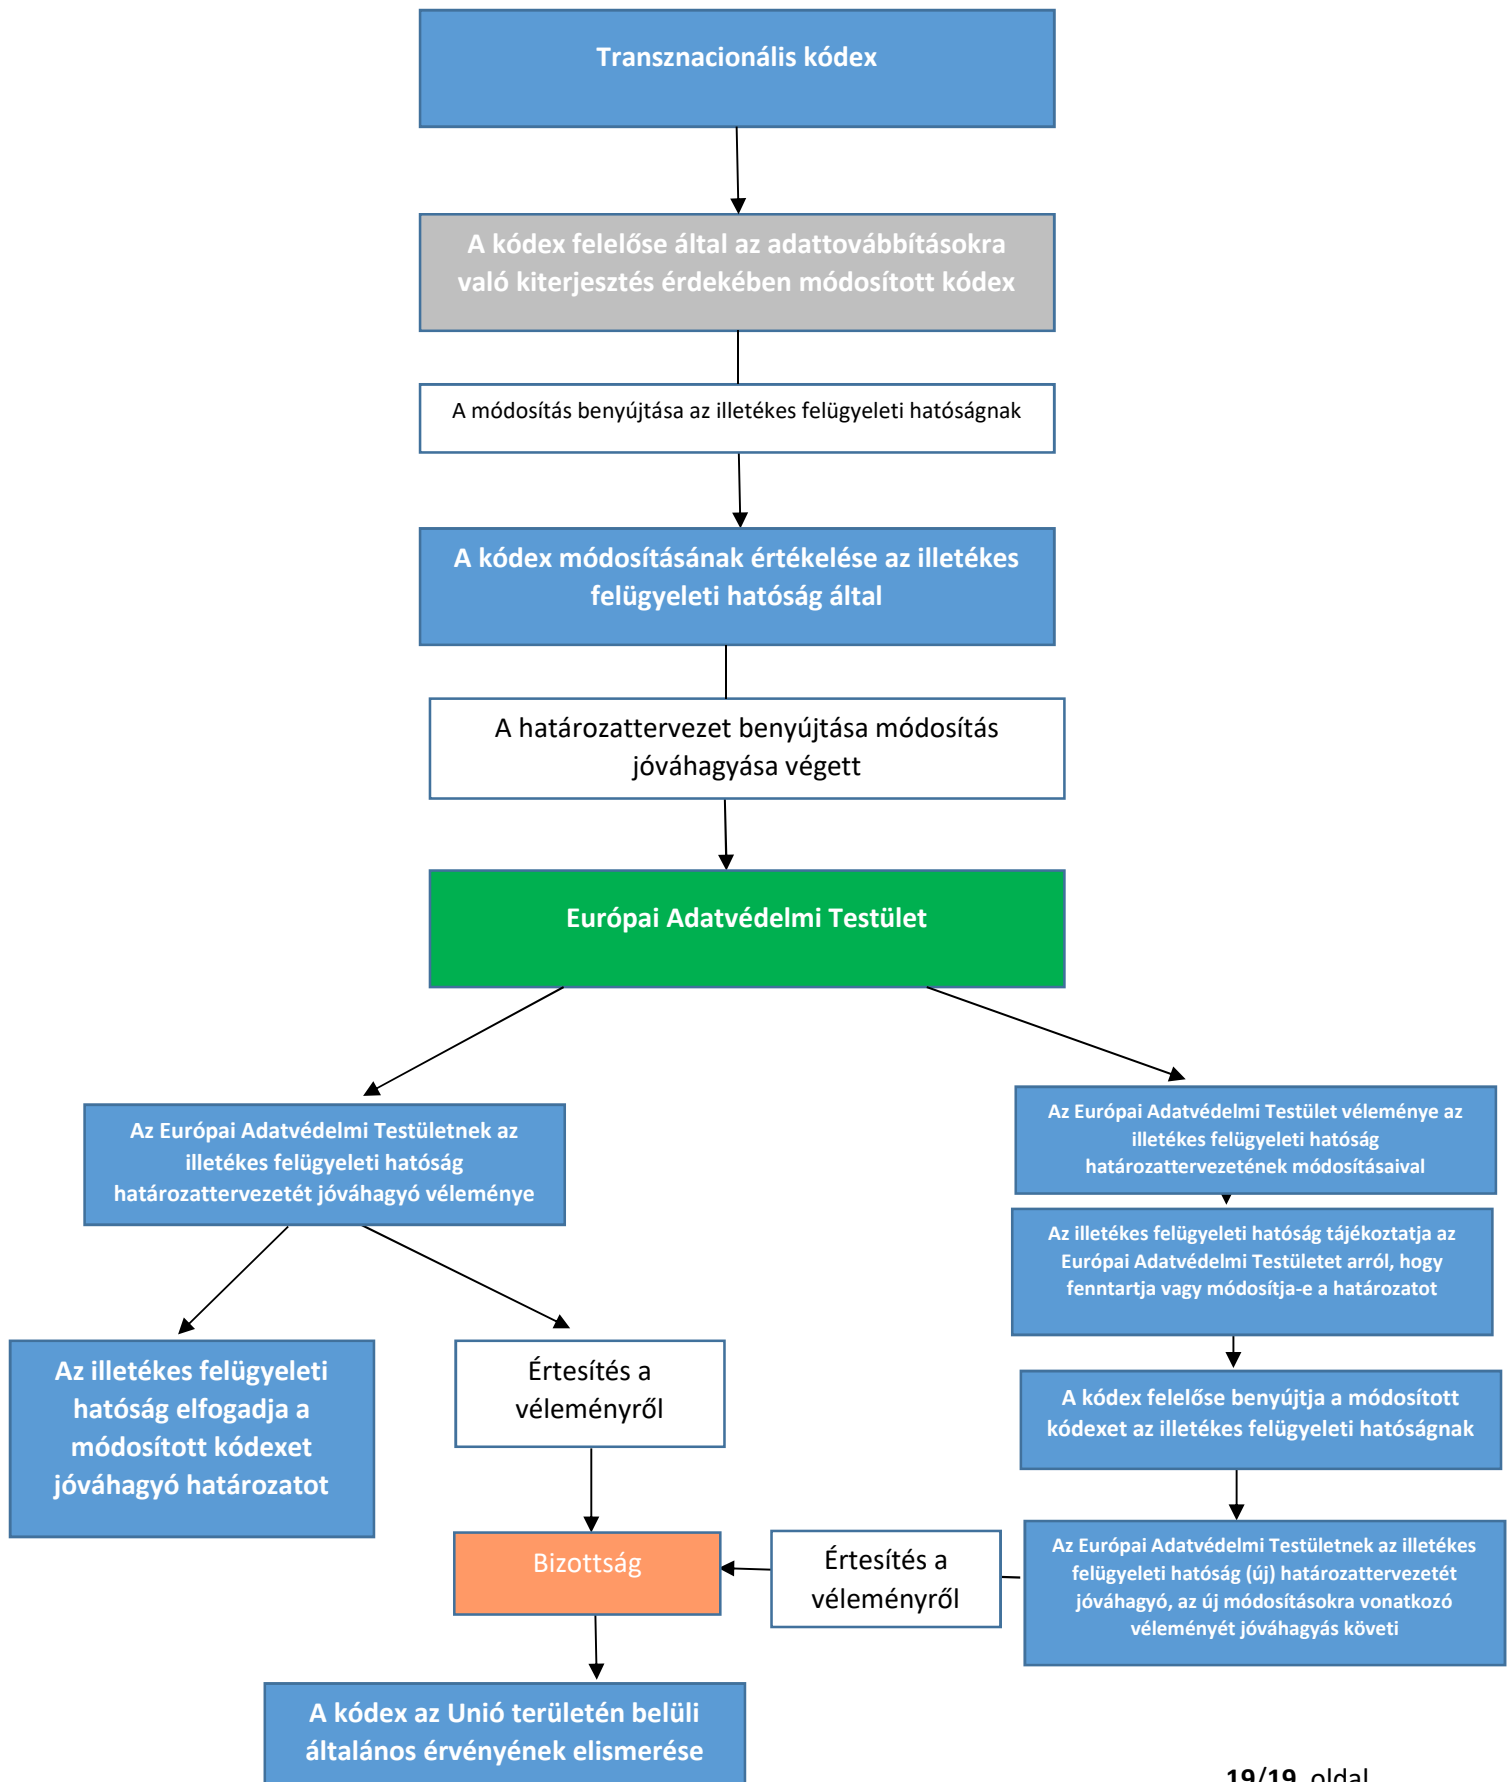 Transznacionális kódex
A kódex felelőse által az adattovábbításokra
való kiterjesztés érdekében módosított kódex
A módosítás benyújtása az illetékes felügyeleti hatóságnak
A kódex módosításának értékelése az illetékes
felügyeleti hatóság által
A határozattervezet benyújtása módosítás
jóváhagyása végett
Európai Adatvédelmi Testület
Az Európai Adatvédelmi Testületnek az
illetékes felügyeleti hatóság
határozattervezetét jóváhagyó véleménye
Az Európai Adatvédelmi Testület véleménye az
illetékes felügyeleti hatóság
határozattervezetének módosításaival
Az illetékes felügyeleti hatóság tájékoztatja az
Európai Adatvédelmi Testületet arról, hogy
fenntartja vagy módosítja-e a határozatot
Az illetékes felügyeleti
hatóság elfogadja a
módosított kódexet
jóváhagyó határozatot
Értesítés a
véleményről
A kódex felelőse benyújtja a módosított
kódexet az illetékes felügyeleti hatóságnak
Bizottság
Értesítés a
véleményről
Az Európai Adatvédelmi Testületnek az illetékes
felügyeleti hatóság (új) határozattervezetét
jóváhagyó, az új módosításokra vonatkozó
véleményét jóváhagyás követi
A kódex az Unió területén belüli
általános érvényének elismerése
19/19. oldal